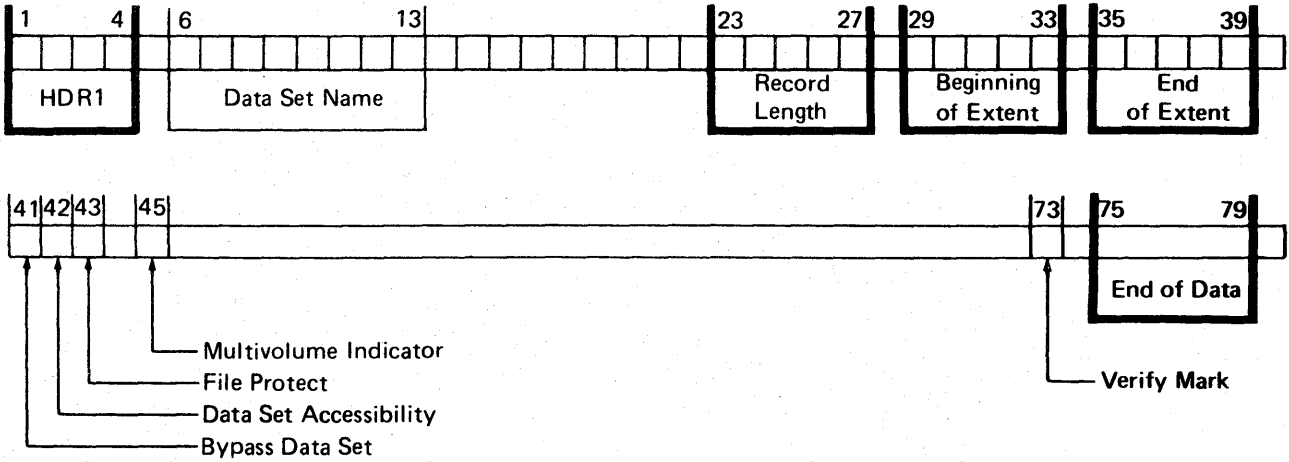 1 4 6 13 23 27 29 33 35 39
HDR1 Data Set Name Record Beginning End
Length of Extent of Extent
41 42 43 45 73 75 79
End of Data
Multivolume Indicator
File Protect Verify Mark
Data Set Accessibility
Bypass Data Set